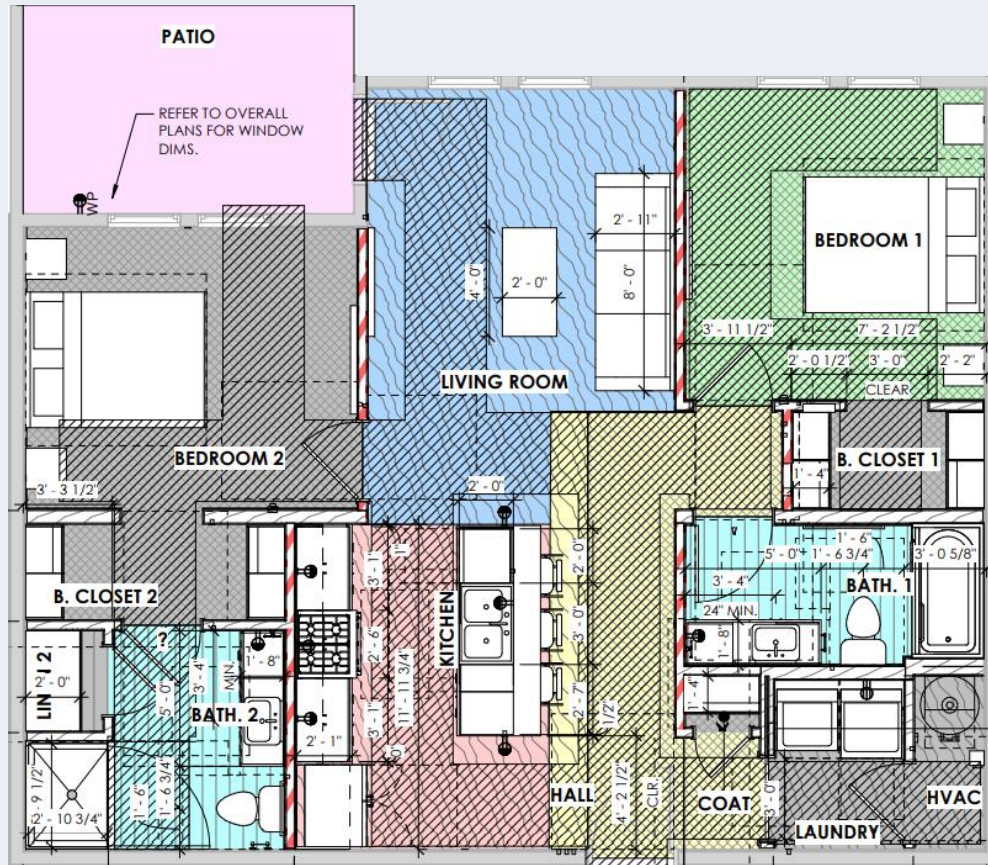 PATIO
REFER TO OVERALL
PLANS FOR WINDOW
DIMS.
WP
2' - 11"
8' - 0"
4' - 0"
2' - 0"
LIVING ROOM
BEDROOM 1
3' - 11 1/2"
7' - 2 1/2"
2' - 0 1/2"
3' - 0"
2' - 2"
CLEAR
BEDROOM 2
3' - 3 1/2"
B. CLOSET 1
1' - 4"
2' - 0"
B. CLOSET 2
3' - 1"
1"
2' - 6"
11' - 11 3/4"
3' - 1"
2' - 1"
KITCHEN
2' - 0"
3' - 0"
2' - 7"
1/2"
5' - 0"
1' - 6"
1' - 6 3/4"
3' - 0 5/8"
3' - 4"
BATH. 1
24" MIN.
1' - 8"
1' - 4"
LIN 2
2' - 0"
?
5' - 0"
3' - 4"
MIN.
1' - 8"
BATH. 2
1' - 6"
1' - 6 3/4"
9 1/2"
2' - 10 3/4"
HALL
4' - 2 1/2"
CLR.
COAT
3' - 0"
LAUNDRY
HVAC